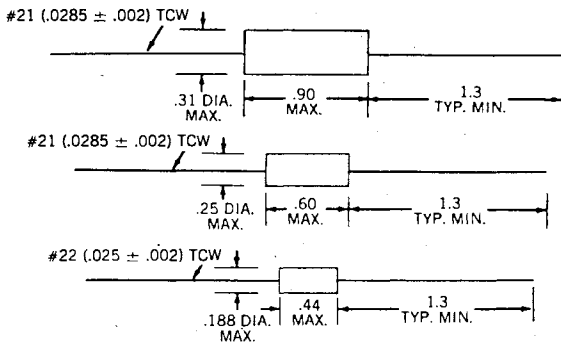 #21 (.0285 ± .002) TCW
.31 DIA.
MAX.
.90
MAX.
1.3
TYP. MIN.
#21 (.0285 ± .002) TCW
.25 DIA.
MAX.
.60
MAX.
1.3
TYP. MIN.
#22 (.025 ± .002) TCW
.188 DIA.
MAX.
.44
MAX.
1.3
TYP. MIN.